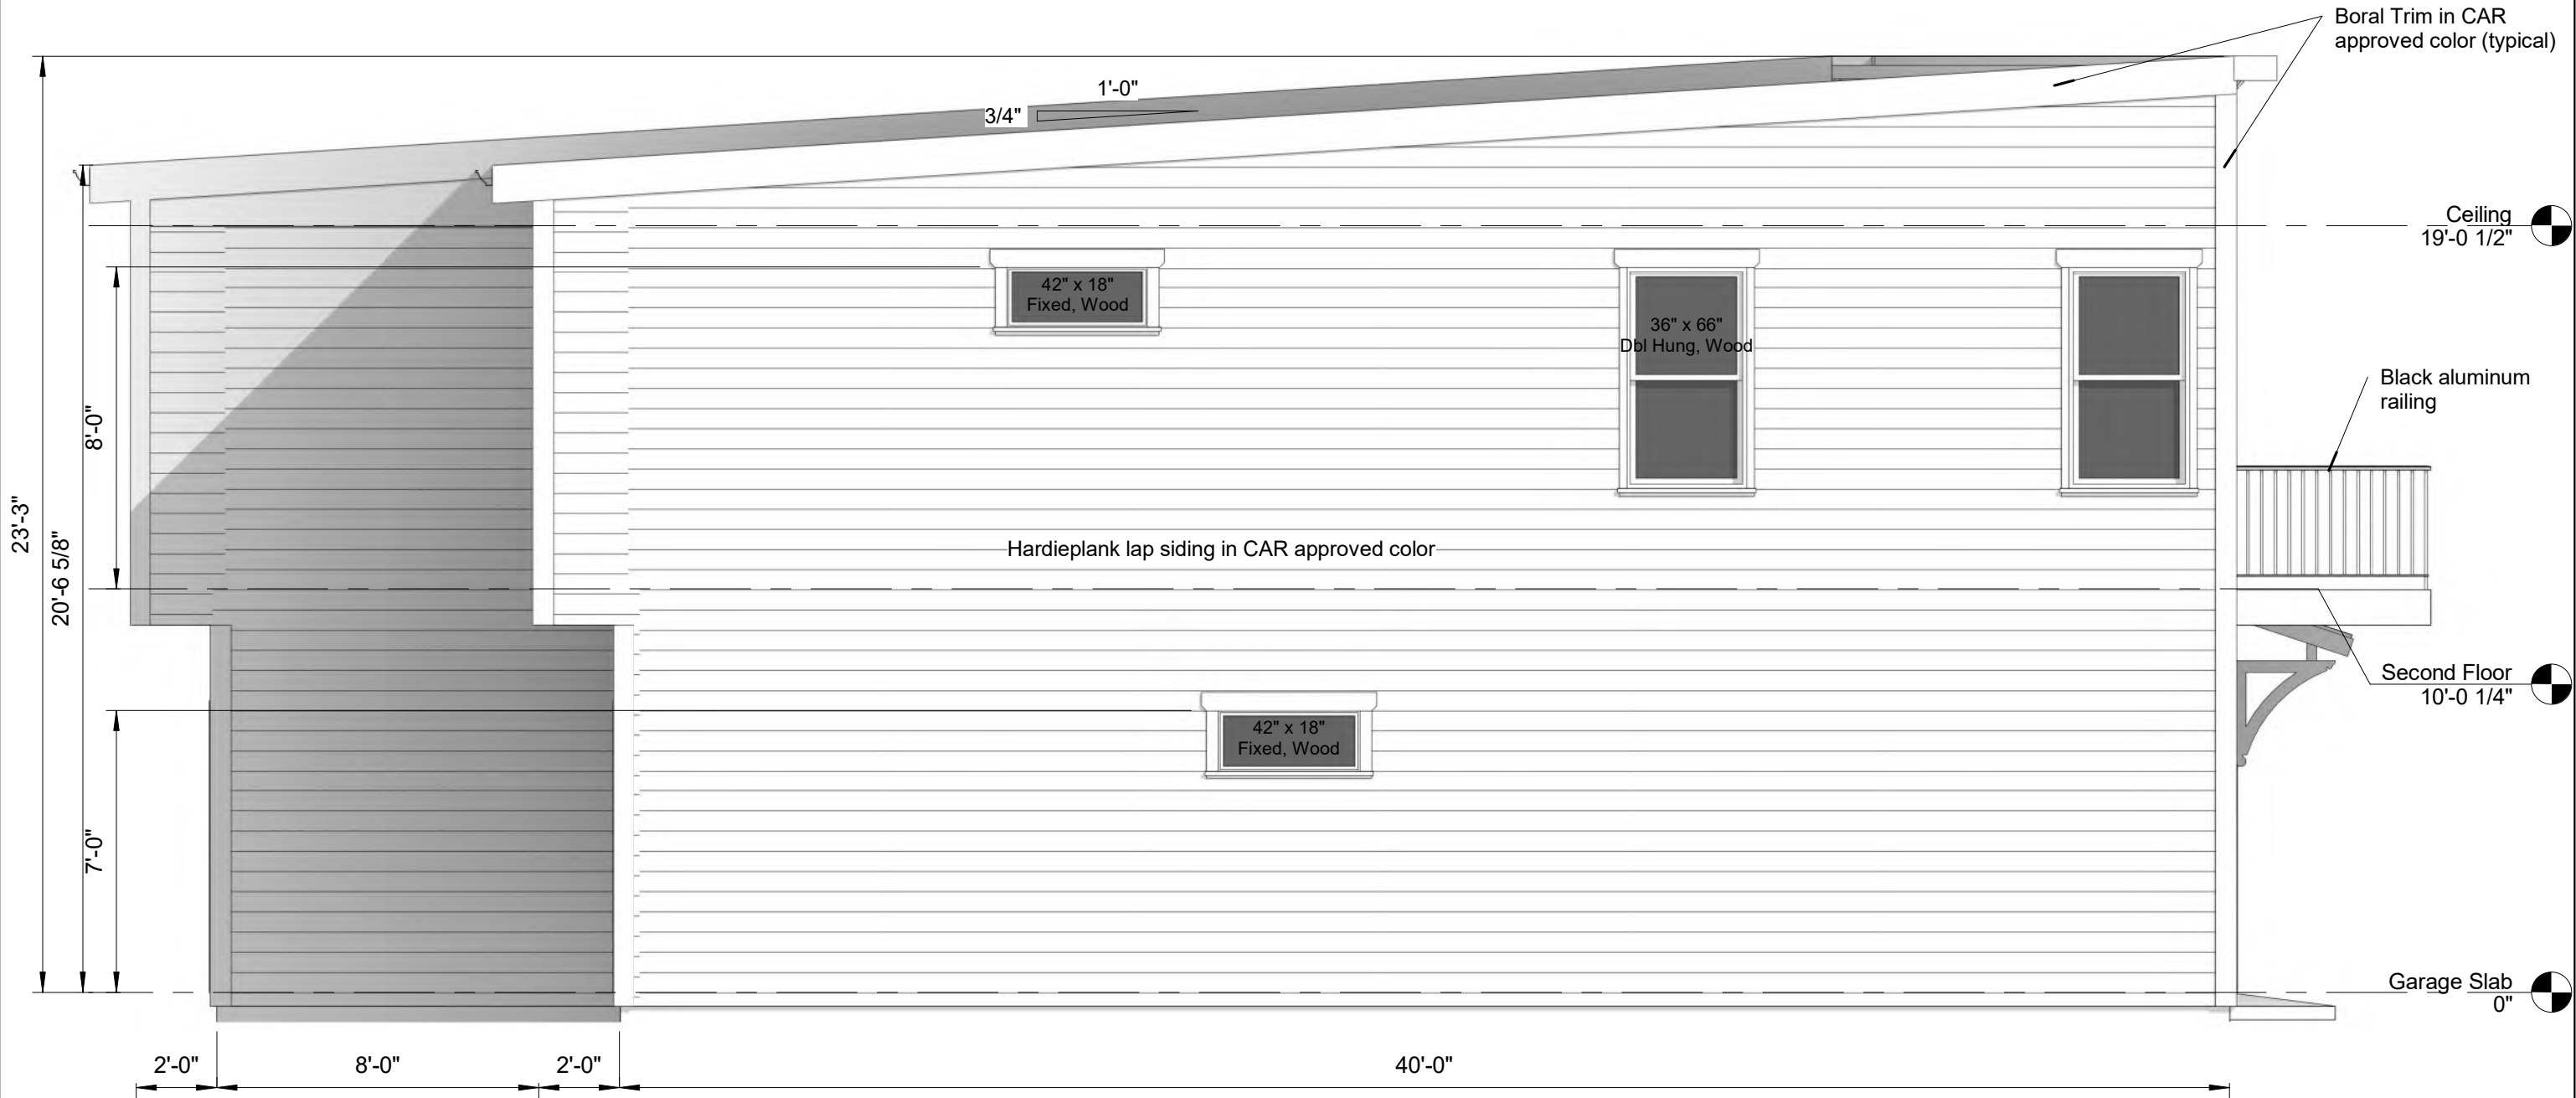 Boral Trim in CAR
approved color (typical)
1'-0"
3/4"
Ceiling
19'-0 1/2"
42" x 18"
Fixed, Wood
36" x 66"
Dbl Hung, Wood
Black aluminum
railing
8'-0"
23'-3"
20'-6 5/8"
Hardieplank lap siding in CAR approved color
Second Floor
10'-0 1/4"
42" x 18"
Fixed, Wood
7'-0"
Garage Slab
0"
2'-0"
8'-0"
2'-0"
40'-0"